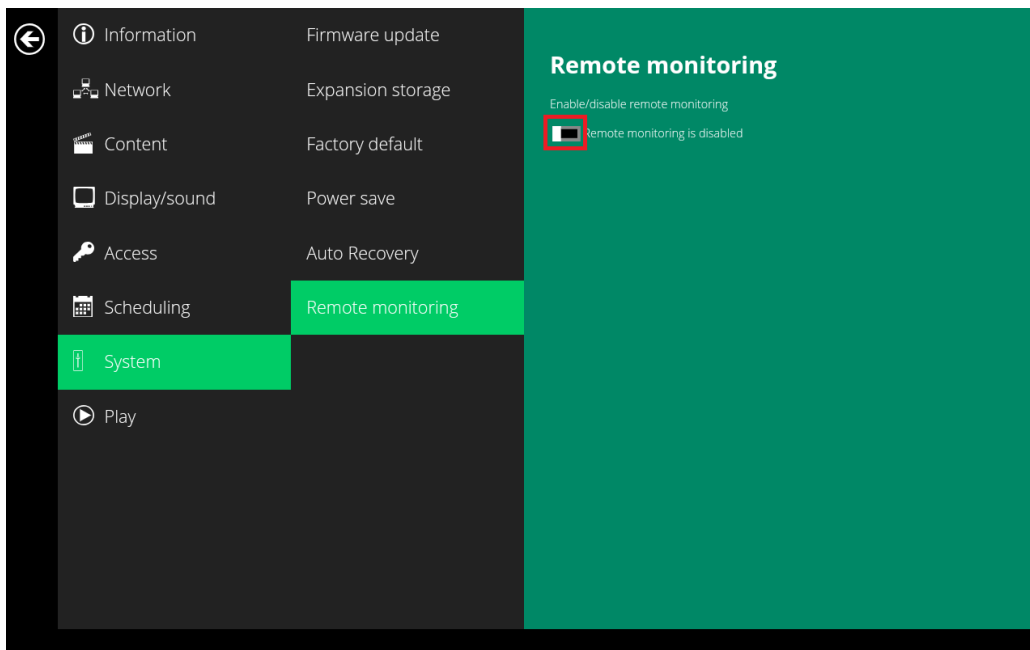 Information
Network
Content
Display/sound
Access
Scheduling
System
Play
Firmware update
Expansion storage
Factory default
Power save
Auto Recovery
Remote monitoring
Remote monitoring
Enable/disable remote monitoring
Remote monitoring is disabled